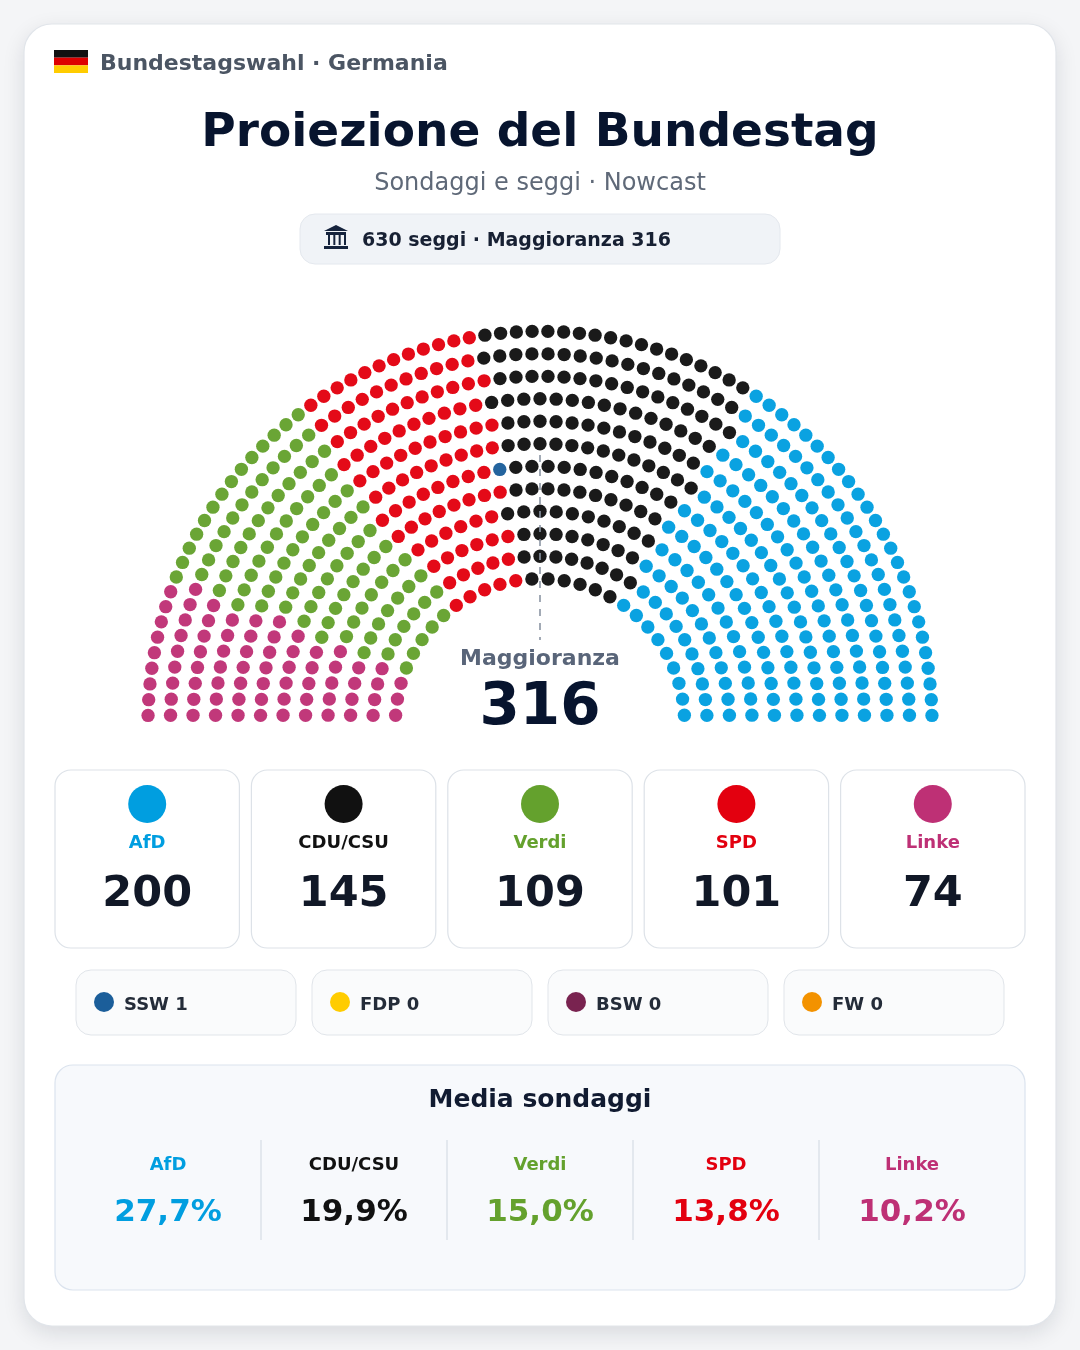 Bundestagswahl · Germania
Proiezione del Bundestag
Sondaggi e seggi · Nowcast
630 seggi · Maggioranza 316
Maggioranza
316
AfD CDU/CSU Verdi SPD Linke
200 145 109 101 74
SSW 1 FDP 0 BSW 0 FW 0
Media sondaggi
AfD CDU/CSU Verdi SPD Linke
27,7% 19,9% 15,0% 13,8% 10,2%